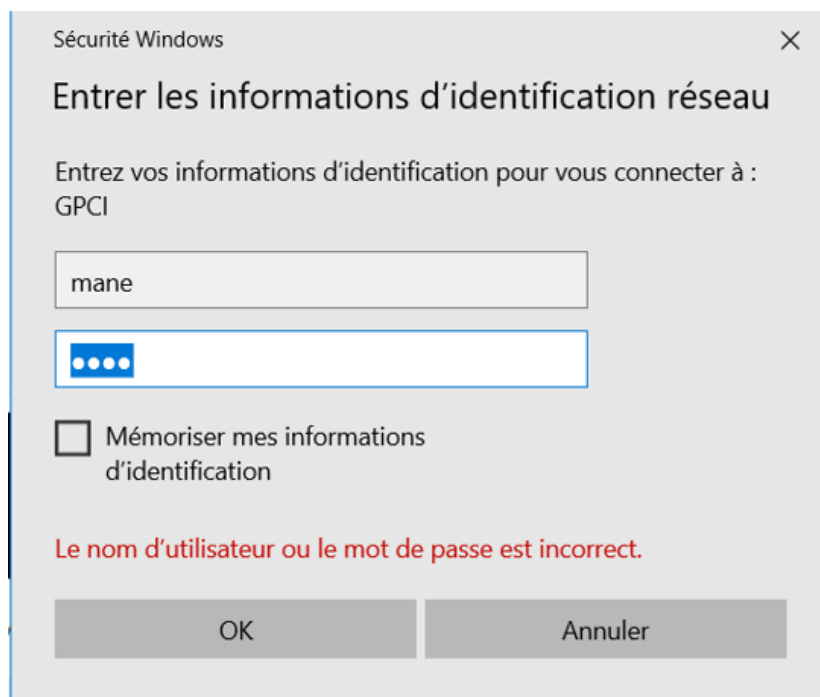 Sécurité Windows
Entrer les informations d’identification réseau
Entrez vos informations d’identification pour vous connecter à :
GPCI
mane
••••
Mémoriser mes informations
d’identification
Le nom d’utilisateur ou le mot de passe est incorrect.
OK
Annuler